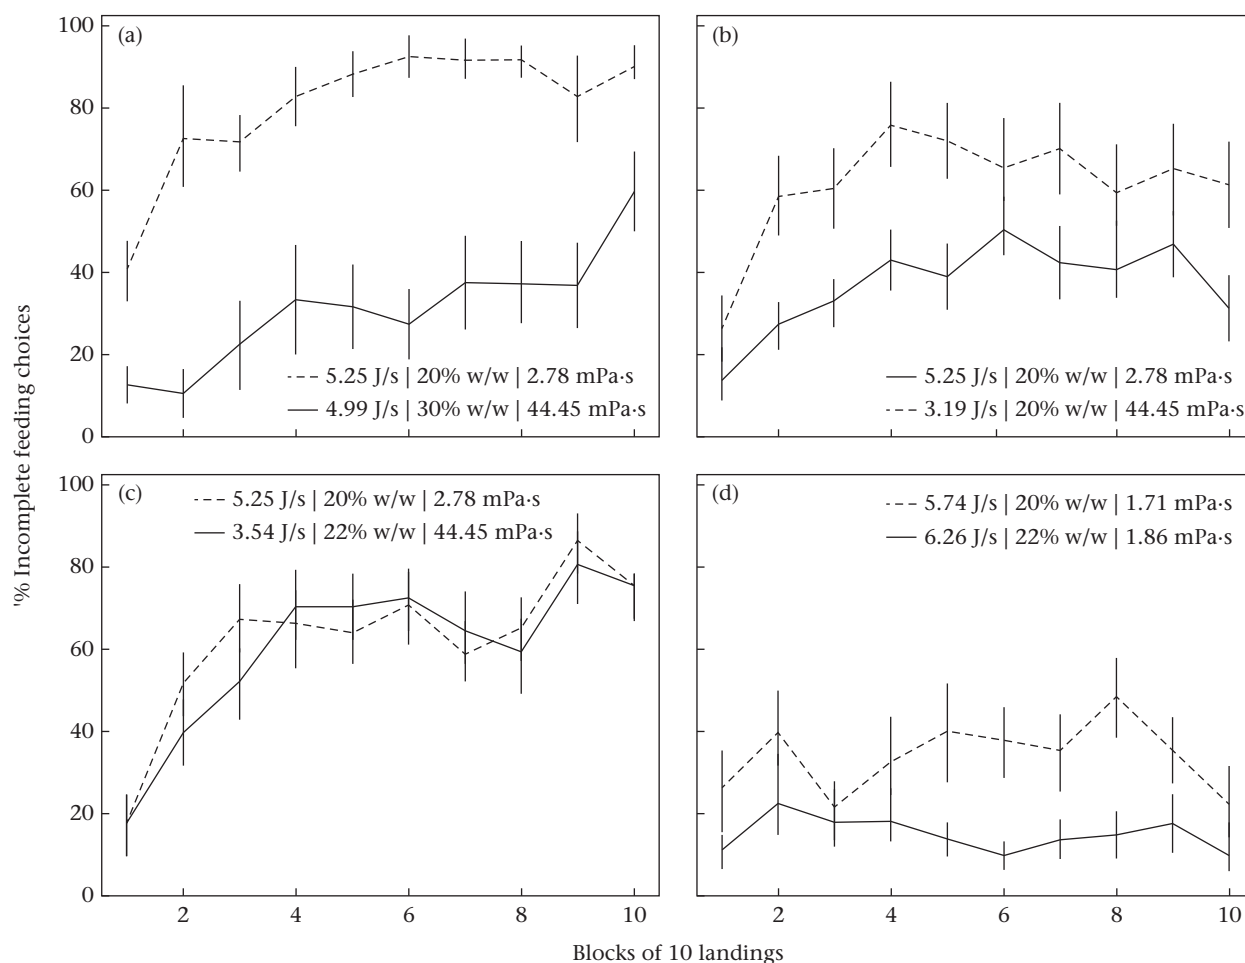 '% Incomplete feeding choices
(a)
100
80
60
40
20
0
5.25 J/s | 20% w/w | 2.78 mPa·s
4.99 J/s | 30% w/w | 44.45 mPa·s
(b)
5.25 J/s | 20% w/w | 2.78 mPa·s
3.19 J/s | 20% w/w | 44.45 mPa·s
(c)
100
80
60
40
20
0
5.25 J/s | 20% w/w | 2.78 mPa·s
3.54 J/s | 22% w/w | 44.45 mPa·s
2 4 6 8 10
(d)
5.74 J/s | 20% w/w | 1.71 mPa·s
6.26 J/s | 22% w/w | 1.86 mPa·s
2 4 6 8 10
Blocks of 10 landings